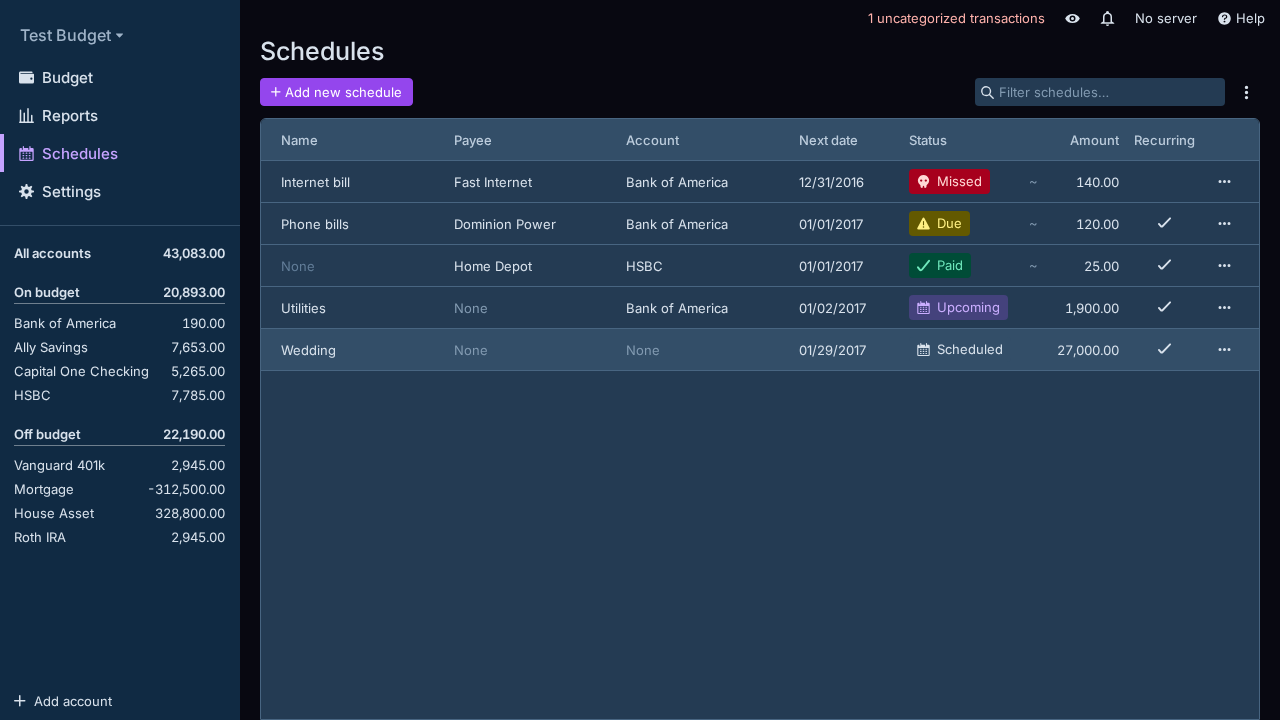 Test Budget
Budget
Reports
Schedules
Settings
All accounts 43,083.00
On budget 20,893.00
Bank of America 190.00
Ally Savings 7,653.00
Capital One Checking 5,265.00
HSBC 7,785.00
Off budget 22,190.00
Vanguard 401k 2,945.00
Mortgage -312,500.00
House Asset 328,800.00
Roth IRA 2,945.00
Add account
1 uncategorized transactions No server Help
Schedules
Add new schedule Filter schedules...
Name Payee Account Next date Status Amount Recurring
Internet bill Fast Internet Bank of America 12/31/2016 Missed ~ 140.00
Phone bills Dominion Power Bank of America 01/01/2017 Due ~ 120.00
None Home Depot HSBC 01/01/2017 Paid ~ 25.00
Utilities None Bank of America 01/02/2017 Upcoming 1,900.00
Wedding None None 01/29/2017 Scheduled 27,000.00